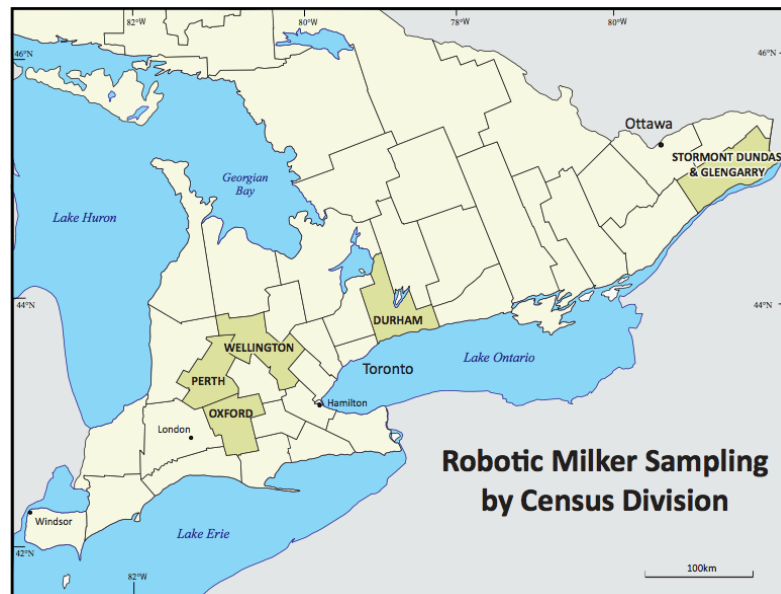 82°W
80°W
78°W
80°W
46°N
46°N
Ottawa
STORMONT DUNDAS
& GLENGARRY
Georgian
Bay
Lake Huron
44°N
44°N
DURHAM
WELLINGTON
Lake Ontario
Toronto
PERTH
Hamilton
OXFORD
London
Robotic Milker Sampling
by Census Division
Windsor
Lake Erie
42°N
42°N
82°W
100km